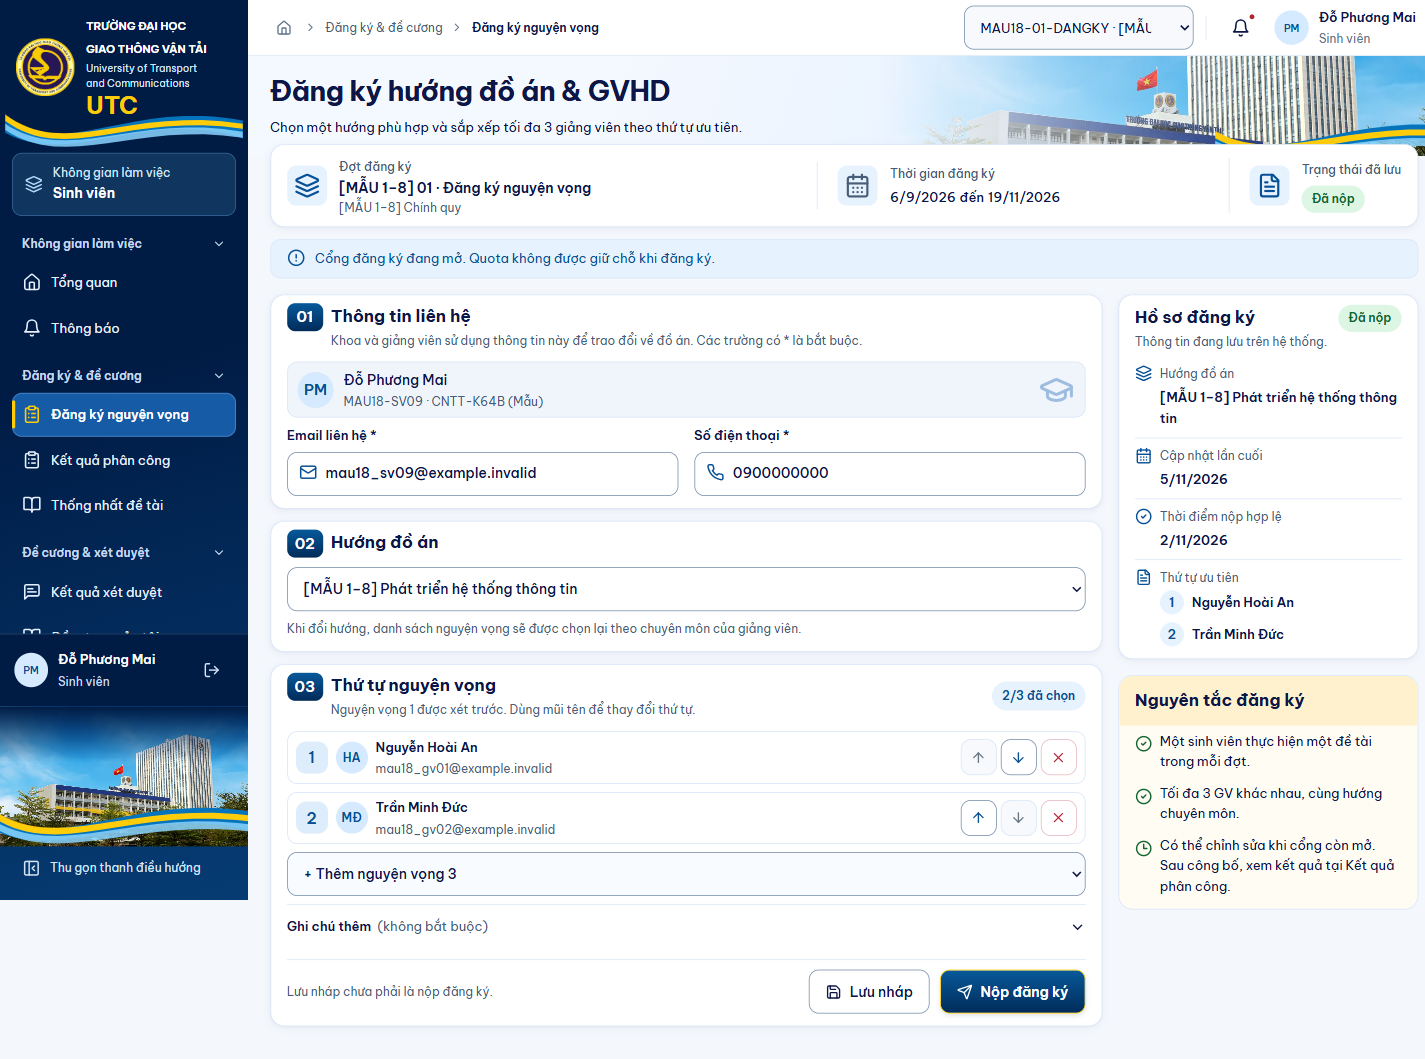 TRƯỜNG ĐẠI HỌC
GIAO THÔNG VẬN TẢI
University of Transport
and Communications
UTC
Không gian làm việc
Sinh viên
Không gian làm việc
Tổng quan
Thông báo
Đăng ký & đề cương
Đăng ký nguyện vọng
Kết quả phân công
Thống nhất đề tài
Đề cương & xét duyệt
Kết quả xét duyệt
PM
Đỗ Phương Mai
Sinh viên
Thu gọn thanh điều hướng
Đăng ký & đề cương
Đăng ký nguyện vọng
MAU18-01-DANGKY · [MẪU
PM
Đỗ Phương Mai
Sinh viên
Đăng ký hướng đồ án & GVHD
Chọn một hướng phù hợp và sắp xếp tối đa 3 giảng viên theo thứ tự ưu tiên.
Đợt đăng ký
[MẪU 1-8] 01 · Đăng ký nguyện vọng
[MẪU 1-8] Chính quy
Thời gian đăng ký
6/9/2026 đến 19/11/2026
Trạng thái đã lưu
Đã nộp
Cổng đăng ký đang mở. Quota không được giữ chỗ khi đăng ký.
01 Thông tin liên hệ
Khoa và giảng viên sử dụng thông tin này để trao đổi về đồ án. Các trường có * là bắt buộc.
PM
Đỗ Phương Mai
MAU18-SV09 · CNTT-K64B (Mẫu)
Email liên hệ *
mau18_sv09@example.invalid
Số điện thoại *
0900000000
02 Hướng đồ án
[MẪU 1-8] Phát triển hệ thống thông tin
Khi đổi hướng, danh sách nguyện vọng sẽ được chọn lại theo chuyên môn của giảng viên.
03 Thứ tự nguyện vọng
Nguyện vọng 1 được xét trước. Dùng mũi tên để thay đổi thứ tự.
2/3 đã chọn
1 HA
Nguyễn Hoài An
mau18_gv01@example.invalid
2 MĐ
Trần Minh Đức
mau18_gv02@example.invalid
+ Thêm nguyện vọng 3
Ghi chú thêm (không bắt buộc)
Lưu nháp chưa phải là nộp đăng ký.
Lưu nháp
Nộp đăng ký
Hồ sơ đăng ký
Đã nộp
Thông tin đang lưu trên hệ thống.
Hướng đồ án
[MẪU 1-8] Phát triển hệ thống thông
tin
Cập nhật lần cuối
5/11/2026
Thời điểm nộp hợp lệ
2/11/2026
Thứ tự ưu tiên
1 Nguyễn Hoài An
2 Trần Minh Đức
Nguyên tắc đăng ký
Một sinh viên thực hiện một đề tài
trong mỗi đợt.
Tối đa 3 GV khác nhau, cùng hướng
chuyên môn.
Có thể chỉnh sửa khi cổng còn mở.
Sau công bố, xem kết quả tại Kết quả
phân công.